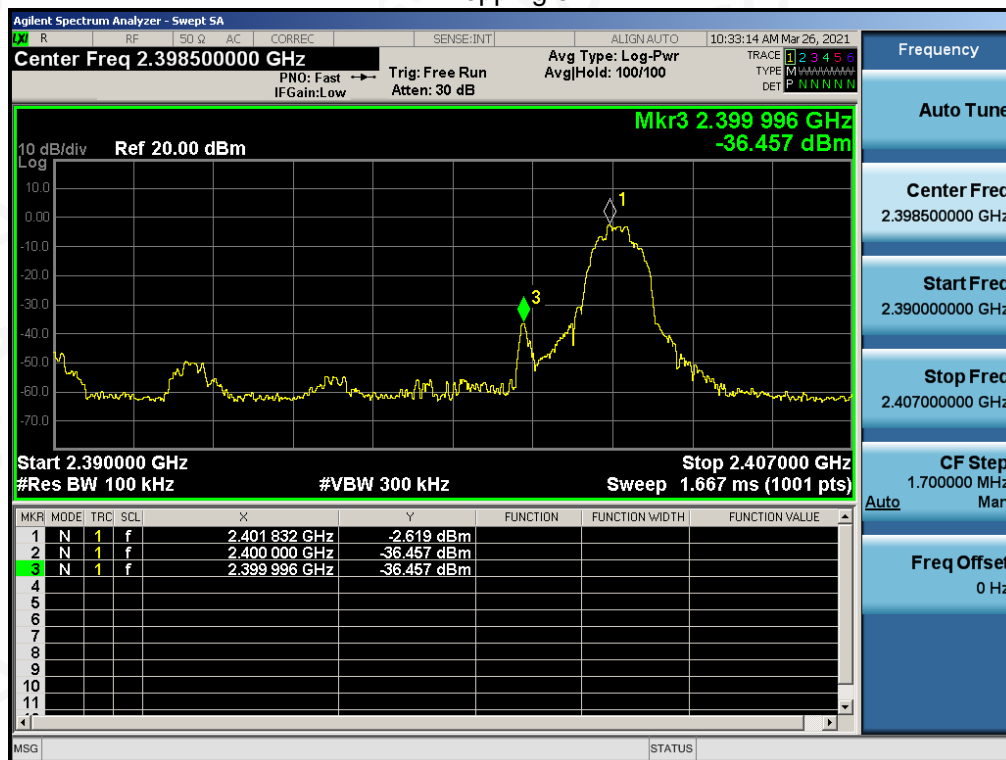 Agilent Spectrum Analyzer - Swept SA
LXI R RF 50 Ω AC CORREC SENSE:INT ALIGN AUTO 10:33:14 AM Mar 26, 2021
Center Freq 2.398500000 GHz
PNO: Fast
IFGain:Low
Trig: Free Run
Atten: 30 dB
Avg Type: Log-Pwr
Avg|Hold: 100/100
TRACE 1 2 3 4 5 6
TYPE M WWWWW
DET P N N N N N
Mkr3 2.399 996 GHz
-36.457 dBm
10 dB/div Ref 20.00 dBm
Log
10.0
0.00
-10.0
-20.0
-30.0
-40.0
-50.0
-60.0
-70.0
1
3
Start 2.390000 GHz Stop 2.407000 GHz
#Res BW 100 kHz #VBW 300 kHz Sweep 1.667 ms (1001 pts)
MKR MODE TRC SCL X Y FUNCTION FUNCTION WIDTH FUNCTION VALUE
1 N 1 f 2.401 832 GHz -2.619 dBm
2 N 1 f 2.400 000 GHz -36.457 dBm
3 N 1 f 2.399 996 GHz -36.457 dBm
4
5
6
7
8
9
10
11
MSG STATUS
Frequency
Auto Tune
Center Freq
2.398500000 GHz
Start Freq
2.390000000 GHz
Stop Freq
2.407000000 GHz
CF Step
1.700000 MHz
Auto Man
Freq Offset
0 Hz